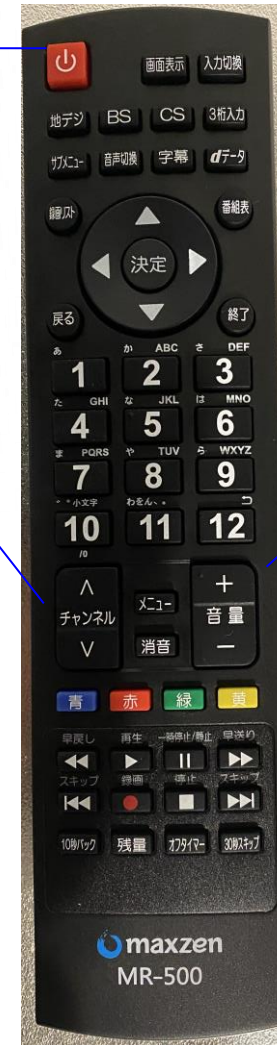 画面表示 入力切換
地デジ BS CS 3桁入力
サブメニュー 音声切換 字幕 dデータ
録画リスト 番組表
決定
戻る 終了
あ か ABC さ DEF
1 2 3
た GHI な JKL は MNO
4 5 6
ま PQRS や TUV ら WXYZ
7 8 9
゛゜小文字 わをん、。
10 11 12
/0
チャンネル メニュー + 音量 -
消音
青 赤 緑 黄
早戻し 再生 一時停止/静止 早送り
スキップ 録画 停止 スキップ
10秒バック 残量 オフタイマー 30秒スキップ
maxzen
MR-500